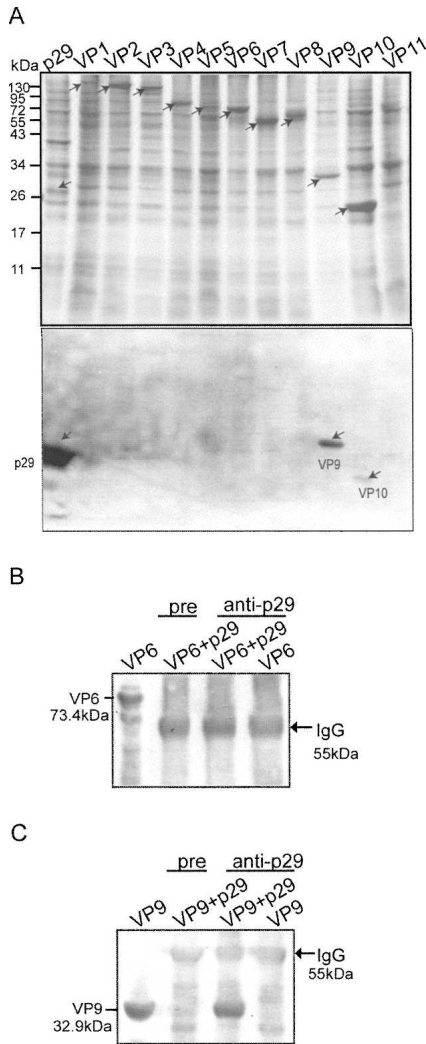 A
kDa p29 VP1 VP2 VP3 VP4 VP5 VP6 VP7 VP8 VP9 VP10 VP11
130
95
72
55
43
34
26
17
11
p29
VP9
VP10
B
pre anti-p29
VP6 VP6+p29 VP6+p29 VP6
VP6
73.4kDa
IgG
55kDa
C
pre anti-p29
VP9 VP9+p29 VP9+p29 VP9
IgG
55kDa
VP9
32.9kDa